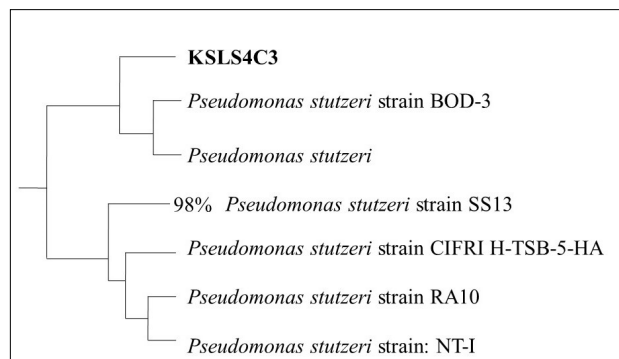 KSLS4C3
Pseudomonas stutzeri strain BOD-3
Pseudomonas stutzeri
98% Pseudomonas stutzeri strain SS13
Pseudomonas stutzeri strain CIFRI H-TSB-5-HA
Pseudomonas stutzeri strain RA10
Pseudomonas stutzeri strain: NT-I